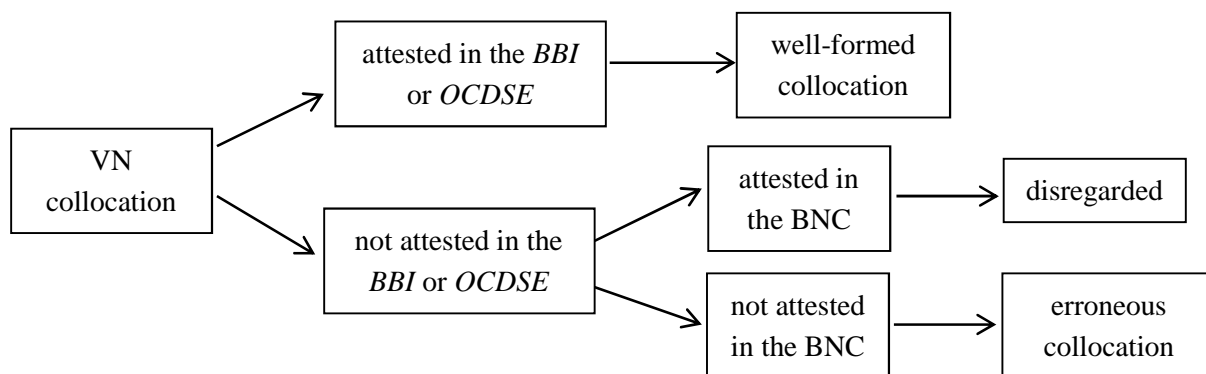 attested in the BBI
or OCDSE
well-formed
collocation
VN
collocation
not attested in the
BBI or OCDSE
attested in
the BNC
disregarded
not attested
in the BNC
erroneous
collocation